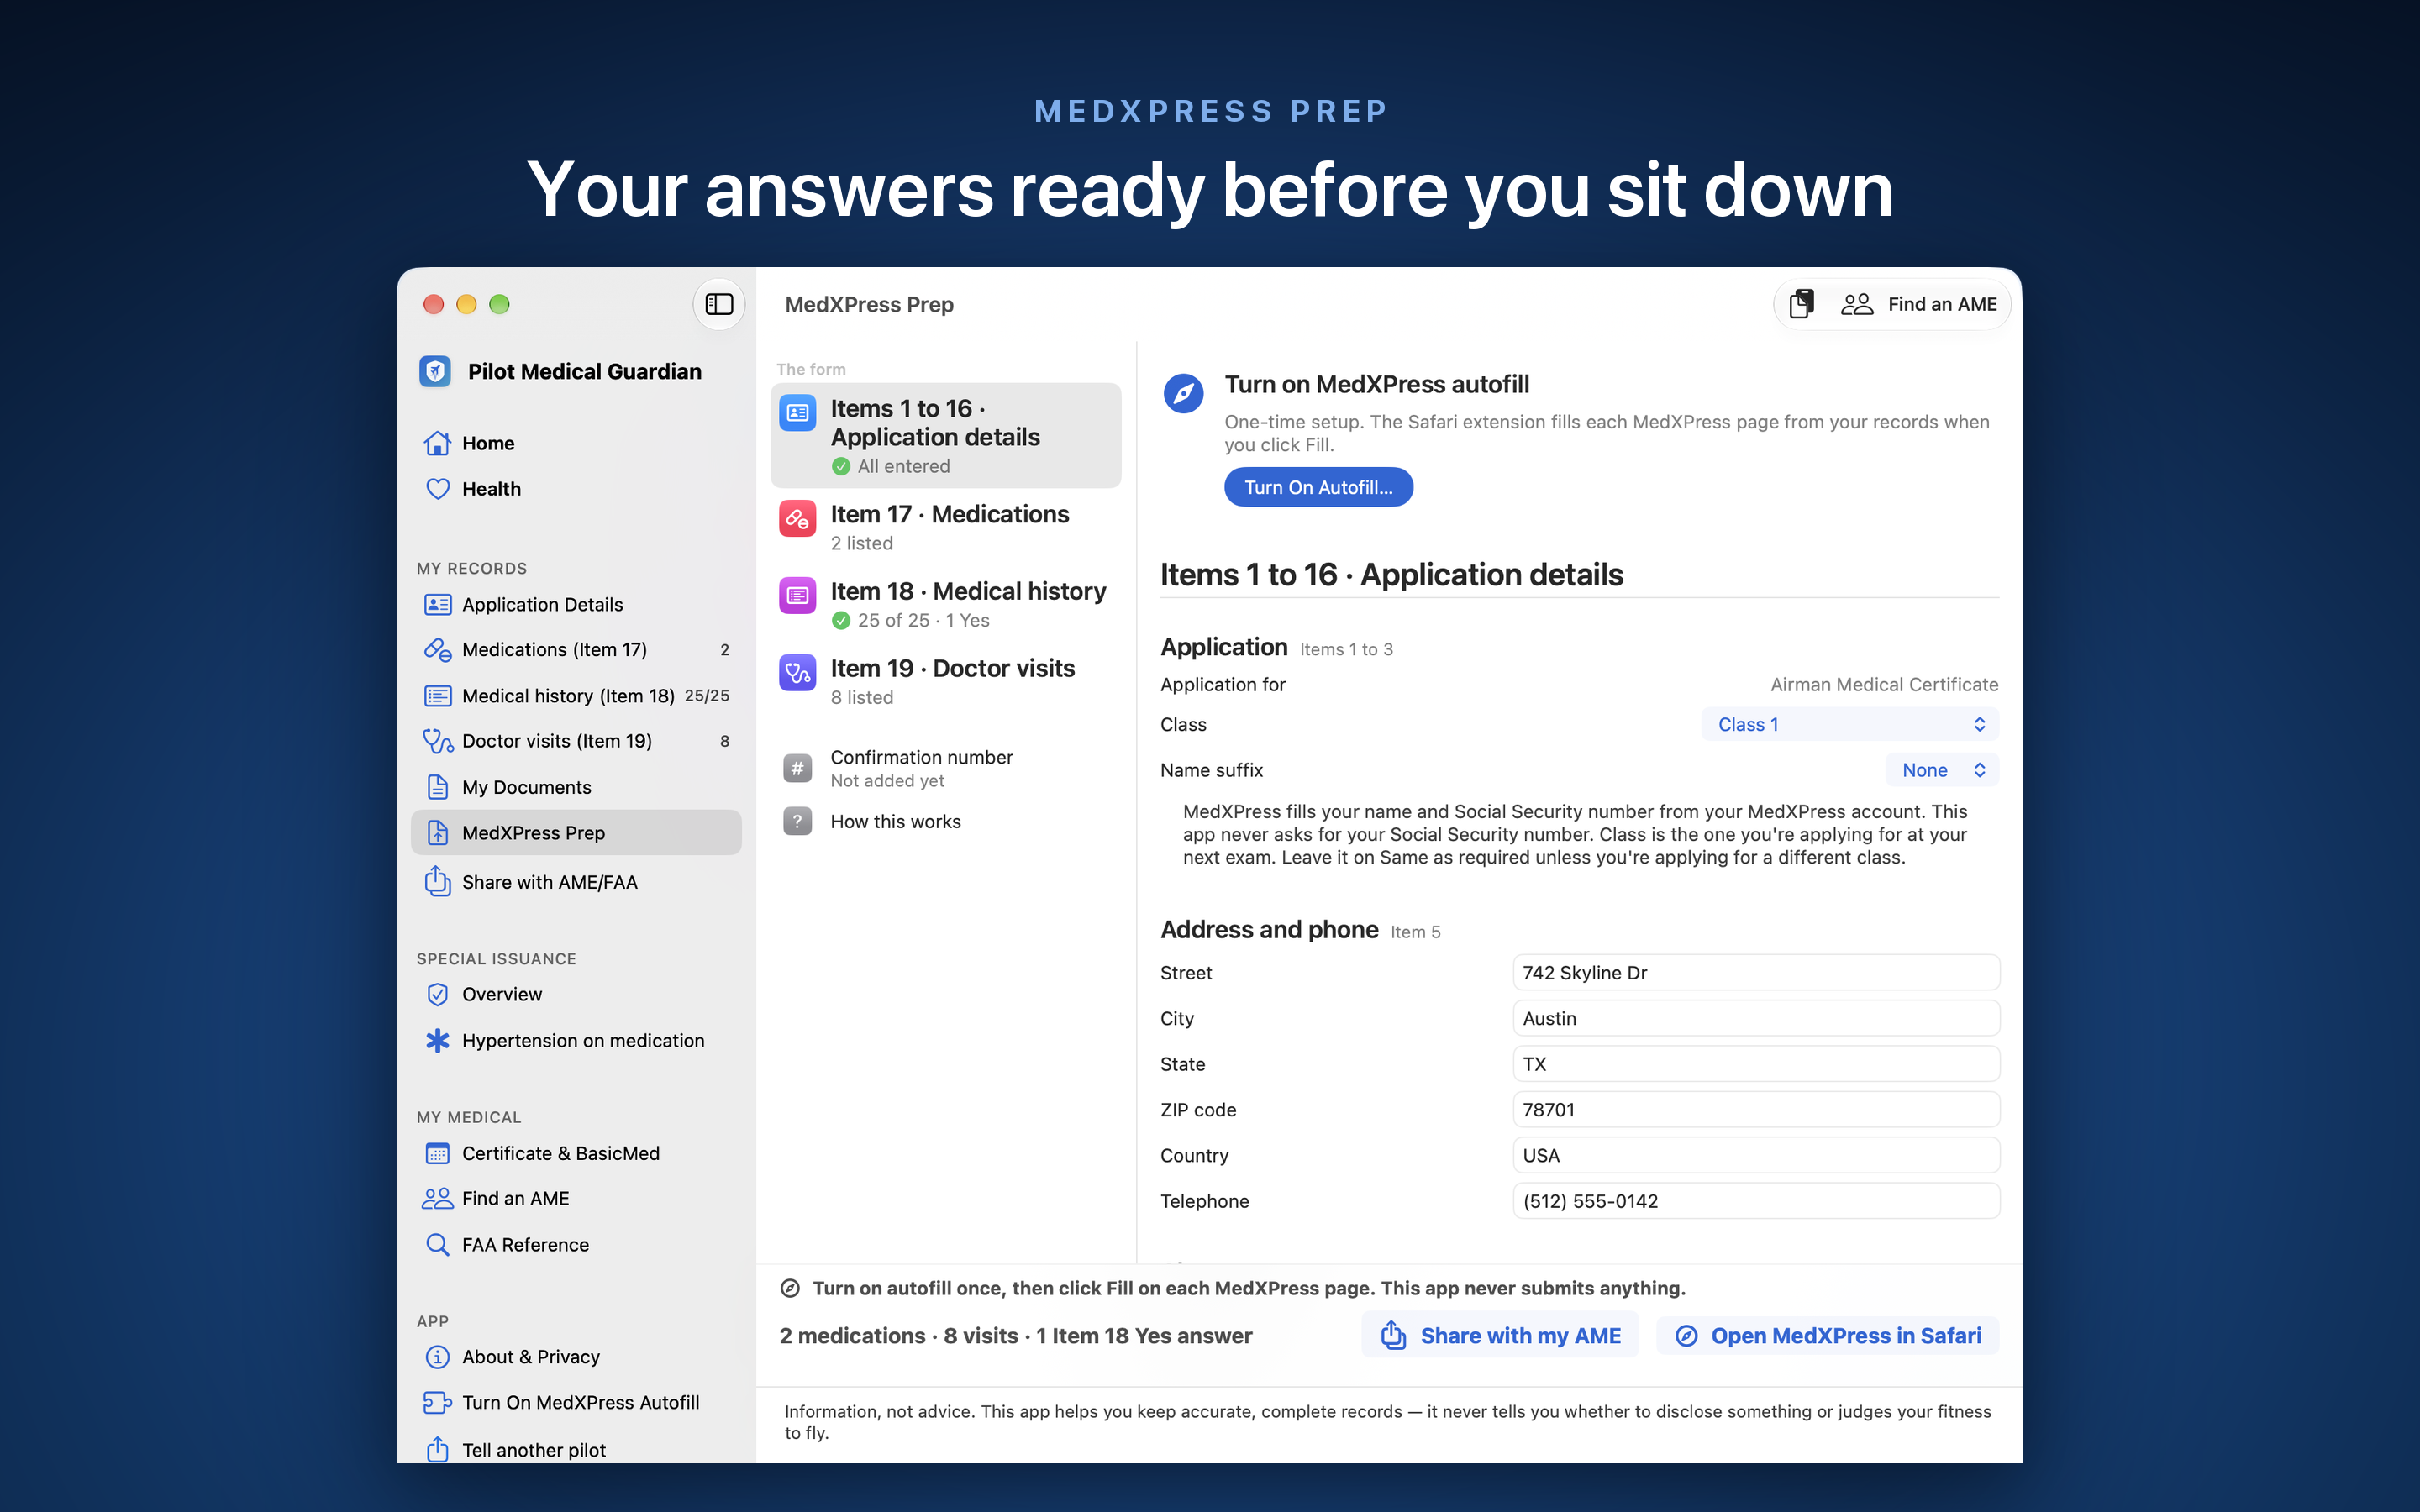 MEDXPRESS PREP
Your answers ready before you sit down
Pilot Medical Guardian
Home
Health
MY RECORDS
Application Details
Medications (Item 17) 2
Medical history (Item 18) 25/25
Doctor visits (Item 19) 8
My Documents
MedXPress Prep
Share with AME/FAA
SPECIAL ISSUANCE
Overview
Hypertension on medication
MY MEDICAL
Certificate & BasicMed
Find an AME
FAA Reference
APP
About & Privacy
Turn On MedXPress Autofill
Tell another pilot
MedXPress Prep
Find an AME
The form
Items 1 to 16 ·
Application details
All entered
Item 17 · Medications
2 listed
Item 18 · Medical history
25 of 25 · 1 Yes
Item 19 · Doctor visits
8 listed
# Confirmation number
Not added yet
? How this works
Turn on MedXPress autofill
One-time setup. The Safari extension fills each MedXPress page from your records when
you click Fill.
Turn On Autofill...
Items 1 to 16 · Application details
Application Items 1 to 3
Application for Airman Medical Certificate
Class Class 1
Name suffix None
MedXPress fills your name and Social Security number from your MedXPress account. This
app never asks for your Social Security number. Class is the one you're applying for at your
next exam. Leave it on Same as required unless you're applying for a different class.
Address and phone Item 5
Street 742 Skyline Dr
City Austin
State TX
ZIP code 78701
Country USA
Telephone (512) 555-0142
Turn on autofill once, then click Fill on each MedXPress page. This app never submits anything.
2 medications · 8 visits · 1 Item 18 Yes answer
Share with my AME
Open MedXPress in Safari
Information, not advice. This app helps you keep accurate, complete records — it never tells you whether to disclose something or judges your fitness
to fly.